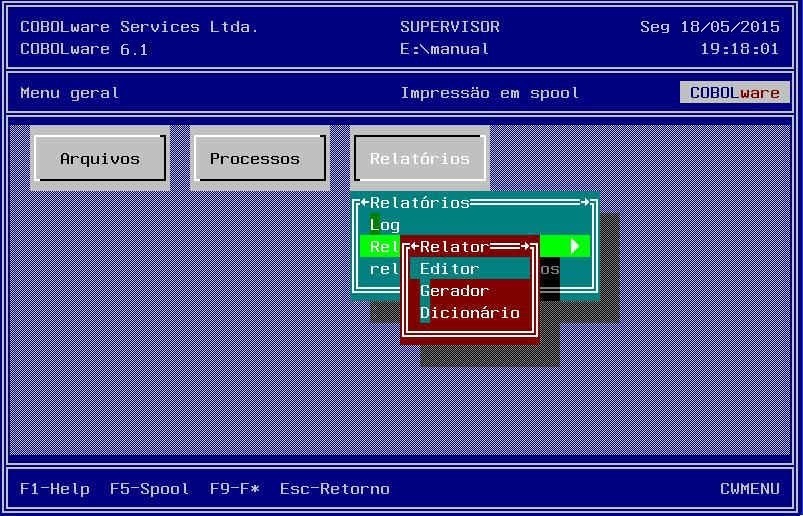 COBOLware Services Ltda. SUPERVISOR Seg 18/05/2015
COBOLware 6.1 E:\manual 19:18:01
Menu geral Impressäo em spool COBOLware
Arquivos Processos Relatórios
←Relatórios→
Log
Rel
←Relator→
rel os
Editor
Gerador
Dicionário
F1-Help F5-Spool F9-F* Esc-Retorno CWMENU